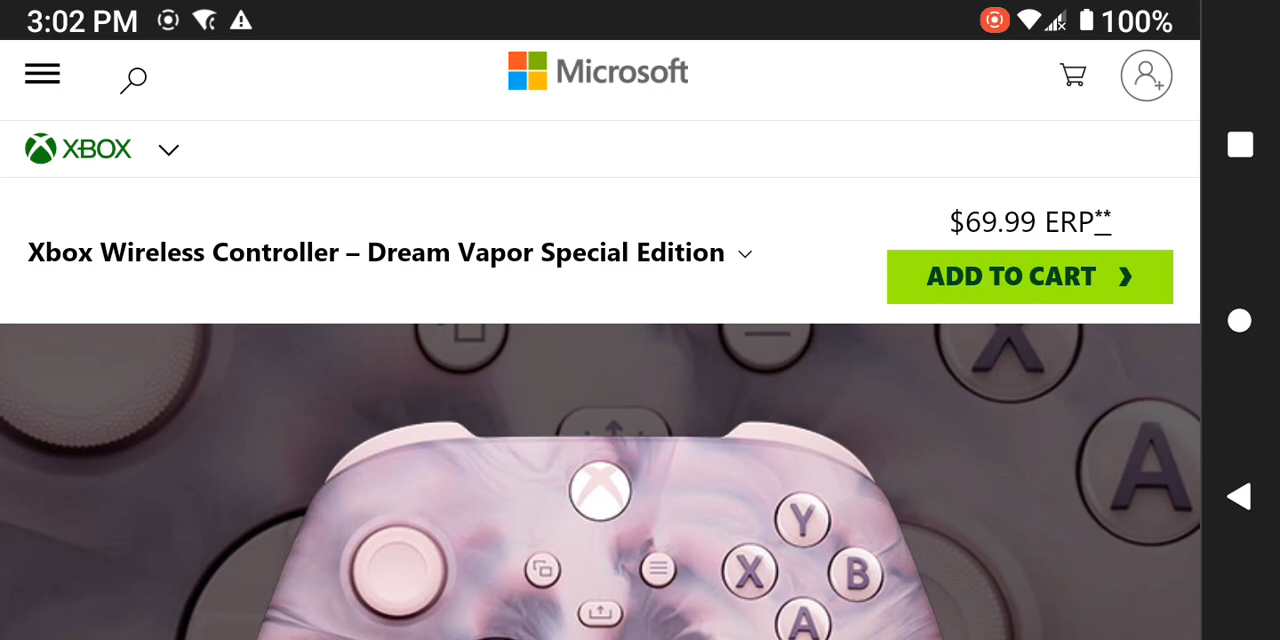 3:02 PM
100%
Microsoft
XBOX
$69.99 ERP**
Xbox Wireless Controller – Dream Vapor Special Edition
ADD TO CART
X
A
Y
X
B
A